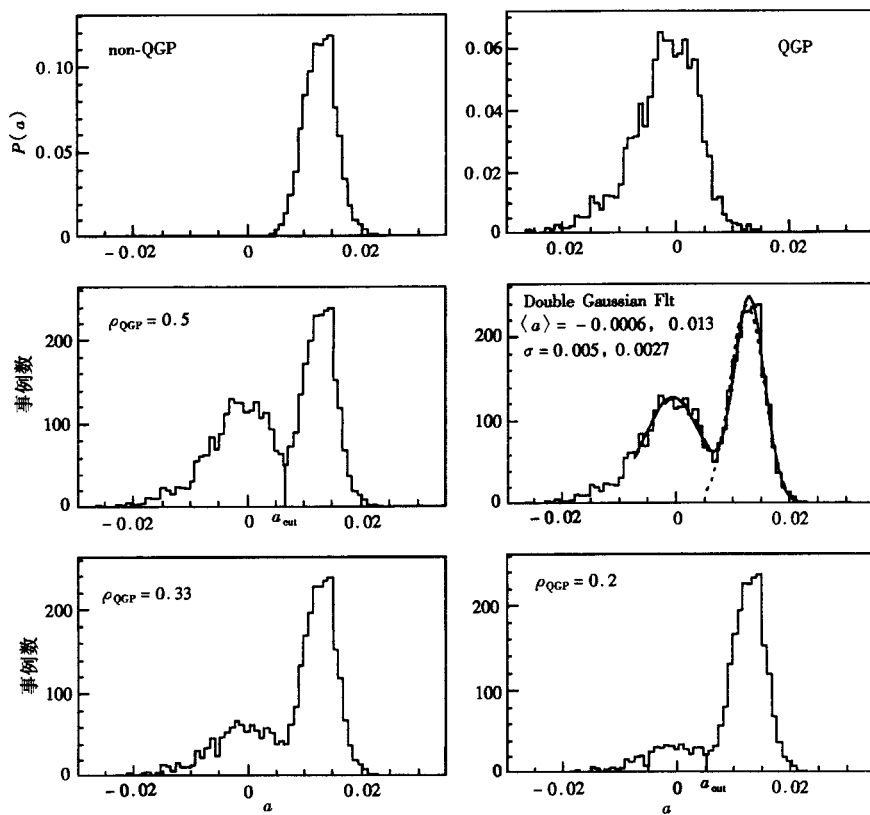 non-QGP
P(a)
0.10
0.05
0
-0.02
0
0.02
QGP
0.06
0.04
0.02
0
0.02
0
0.02
ρQGP = 0.5
事例数
200
100
0
-0.02
0
a cut
0.02
Double Gaussian Flt
⟨a⟩ = -0.0006, 0.013
σ = 0.005, 0.0027
200
100
0
-0.02
0
0.02
ρQGP = 0.33
事例数
200
100
0
-0.02
0
0.02
a
ρQGP = 0.2
200
100
0
-0.02
0
a cut
0.02
a